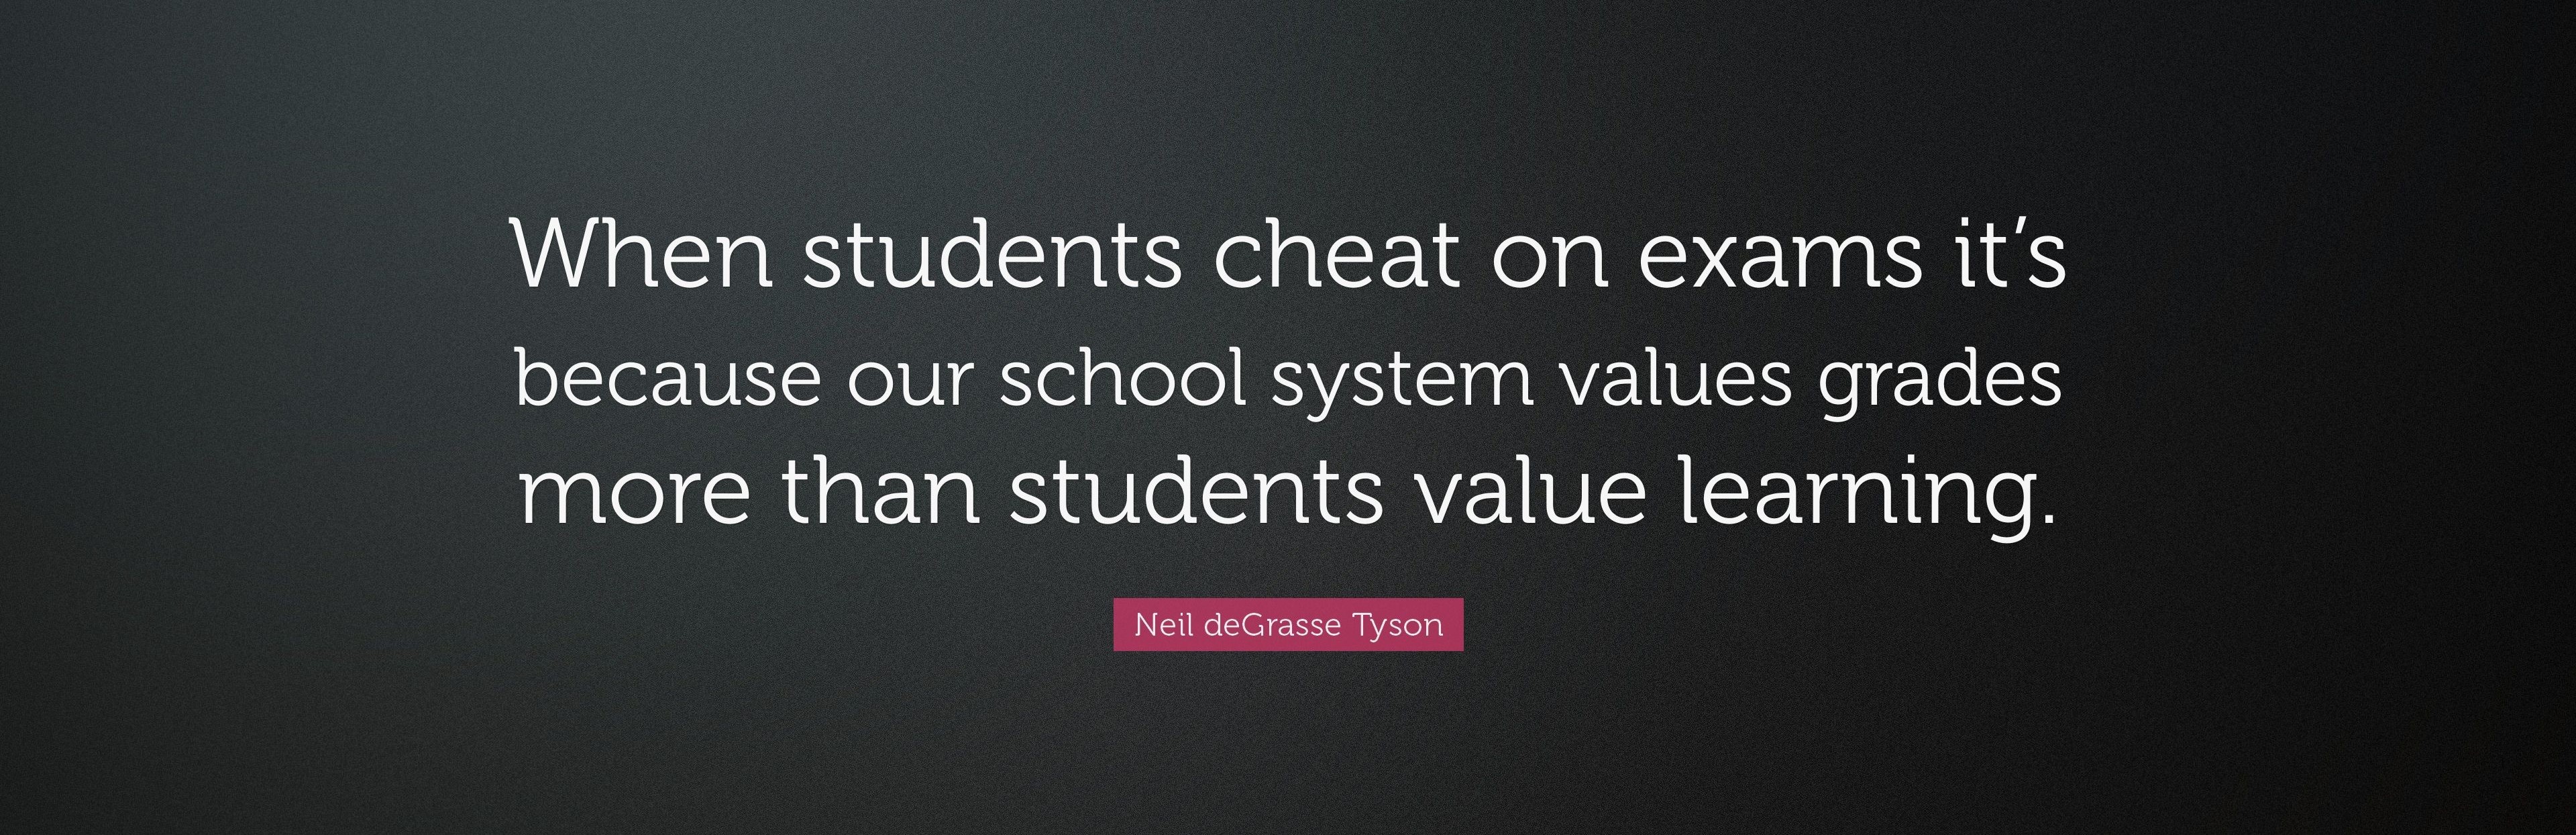 When students cheat on exams it’s
because our school system values grades
more than students value learning.
Neil deGrasse Tyson